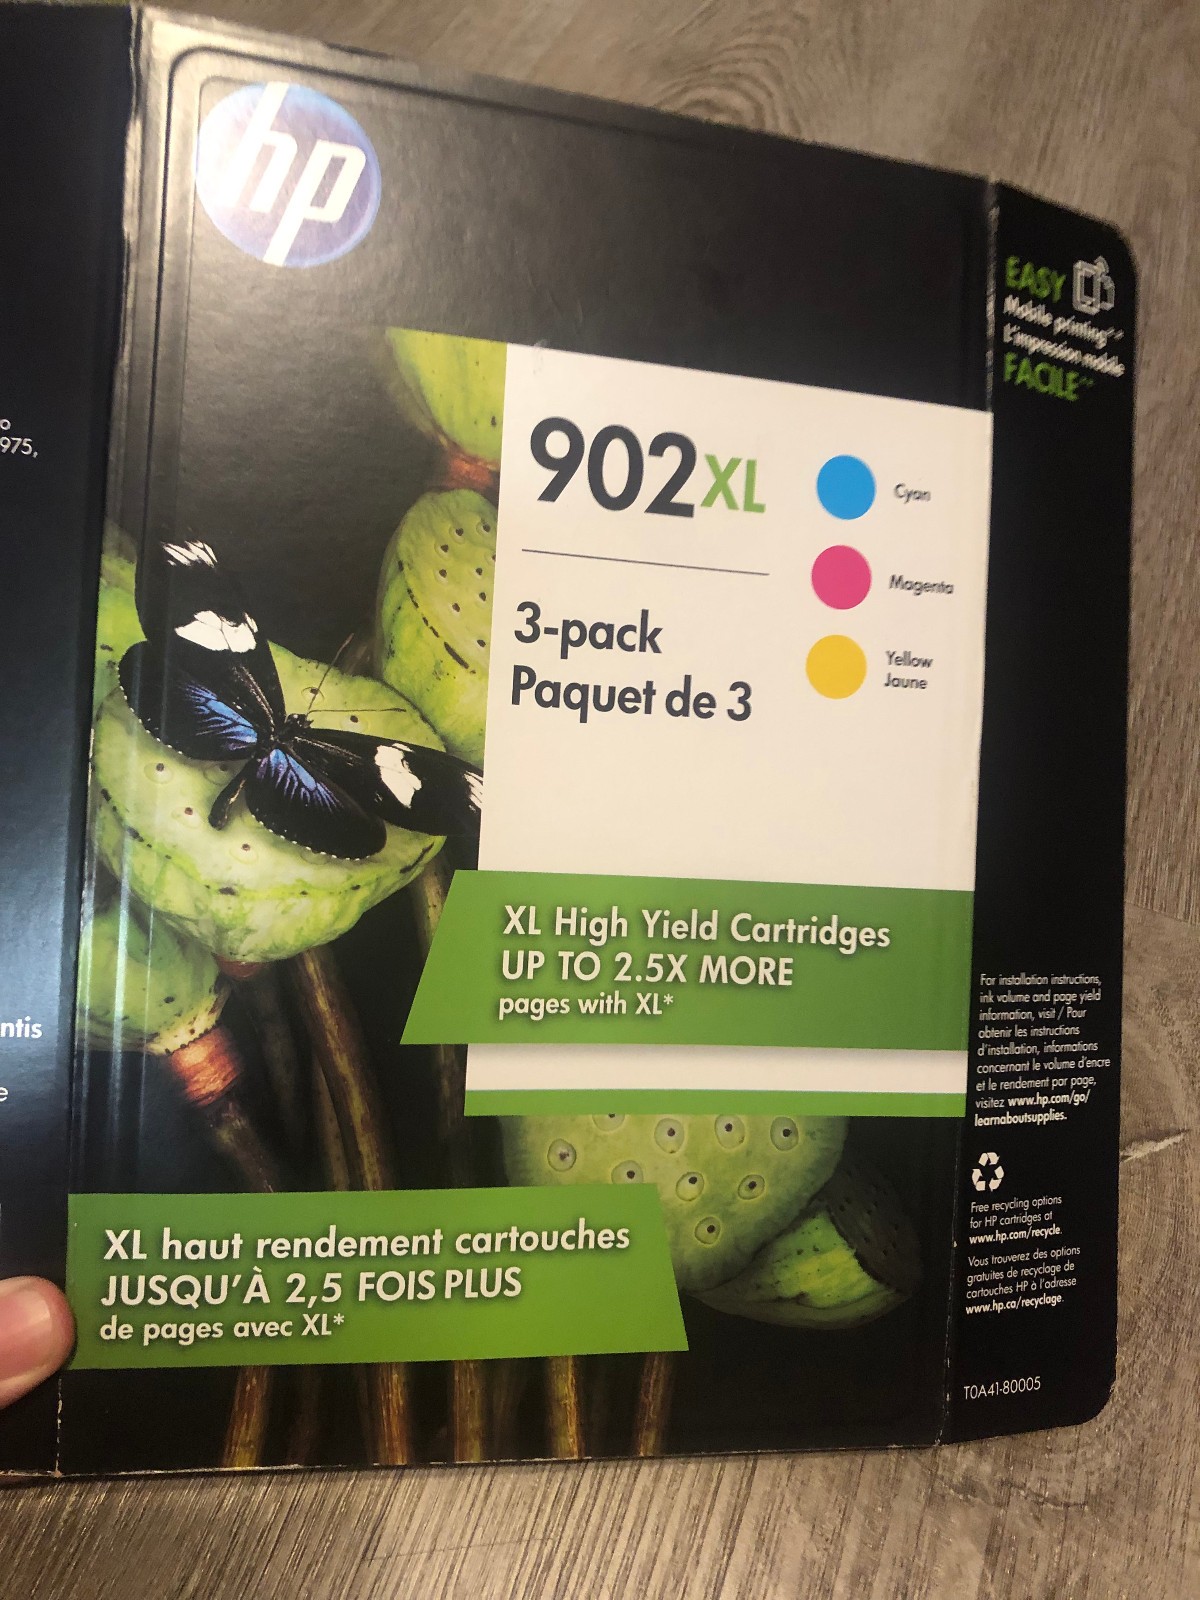 hp
902XL
3-pack
Paquet de 3
Cyan
Magenta
Yellow
Jaune
XL High Yield Cartridges
UP TO 2.5X MORE
pages with XL*
XL haut rendement cartouches
JUSQU'À 2,5 FOIS PLUS
de pages avec XL*
EASY
Mobile printing
L'impression mobile
FACILE
For installation instructions,
ink volume and page yield
information, visit / Pour
obtenir les instructions
d'installation, informations
concernant le volume d'encre
et le rendement par page,
visitez www.hp.com/go/
learnaboutsupplies.
Free recycling options
for HP cartridges at
www.hp.com/recycle.
Vous trouverez des options
gratuites de recyclage de
cartouches HP à l'adresse
www.hp.ca/recyclage.
T0A41-80005
975,
ntis